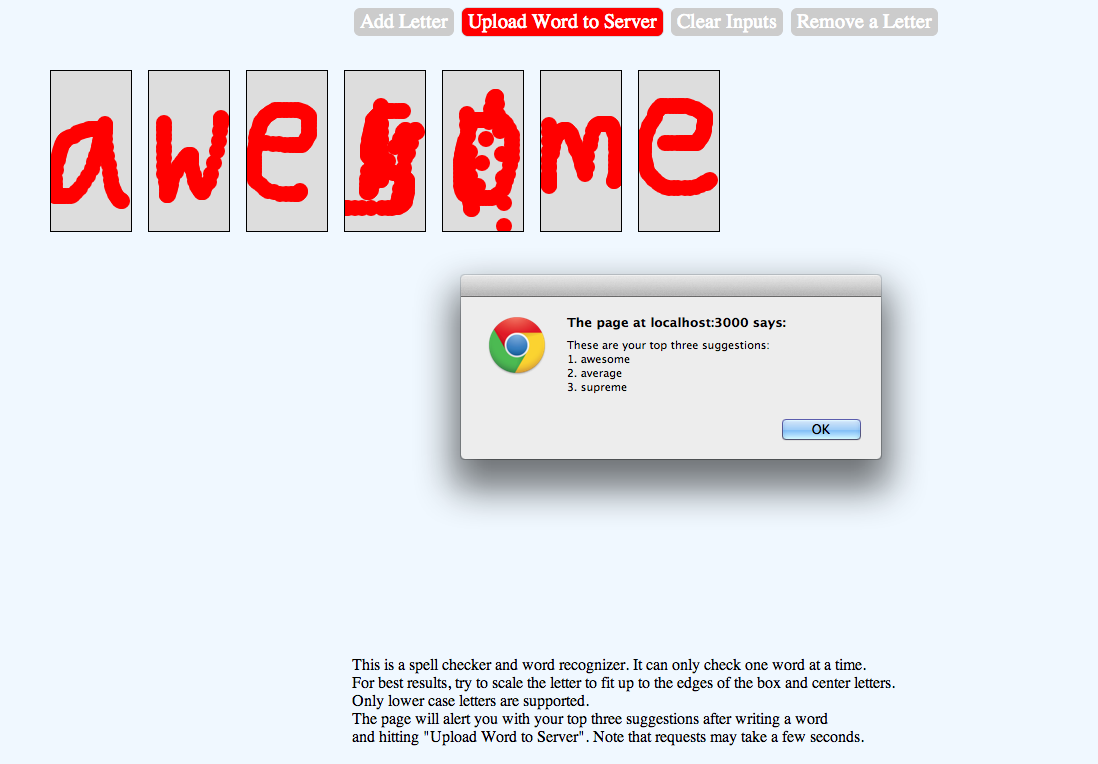 Add Letter Upload Word to Server Clear Inputs Remove a Letter
awesome
The page at localhost:3000 says:
These are your top three suggestions:
1. awesome
2. average
3. supreme
OK
This is a spell checker and word recognizer. It can only check one word at a time.
For best results, try to scale the letter to fit up to the edges of the box and center letters.
Only lower case letters are supported.
The page will alert you with your top three suggestions after writing a word
and hitting "Upload Word to Server". Note that requests may take a few seconds.